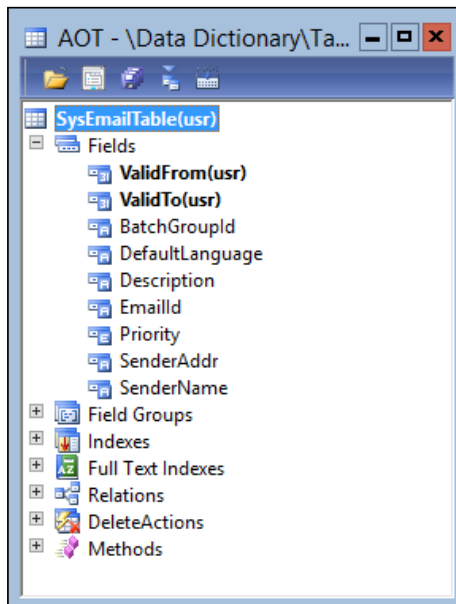 AOT - \Data Dictionary\Ta...
SysEmailTable(usr)
Fields
ValidFrom(usr)
ValidTo(usr)
BatchGroupId
DefaultLanguage
Description
EmailId
Priority
SenderAddr
SenderName
Field Groups
Indexes
Full Text Indexes
Relations
DeleteActions
Methods